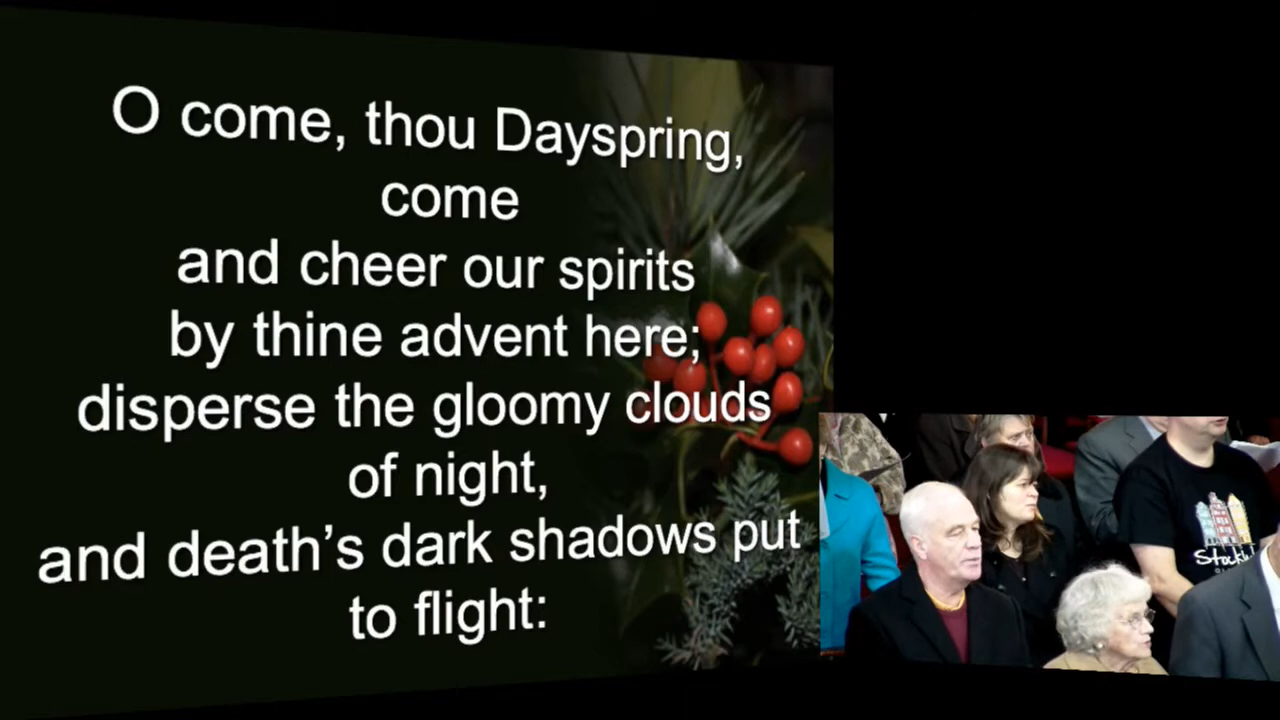 O come, thou Dayspring,
come
and cheer our spirits
by thine advent here;
disperse the gloomy clouds
of night,
and death’s dark shadows put
to flight: